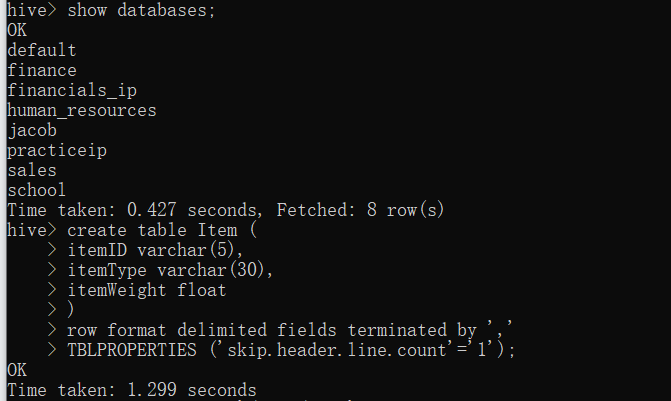 hive> show databases;
OK
default
finance
financials_ip
human_resources
jacob
practiceip
sales
school
Time taken: 0.427 seconds, Fetched: 8 row(s)
hive> create table Item (
    > itemID varchar(5),
    > itemType varchar(30),
    > itemWeight float
    > )
    > row format delimited fields terminated by ','
    > TBLPROPERTIES ('skip.header.line.count'='1');
OK
Time taken: 1.299 seconds